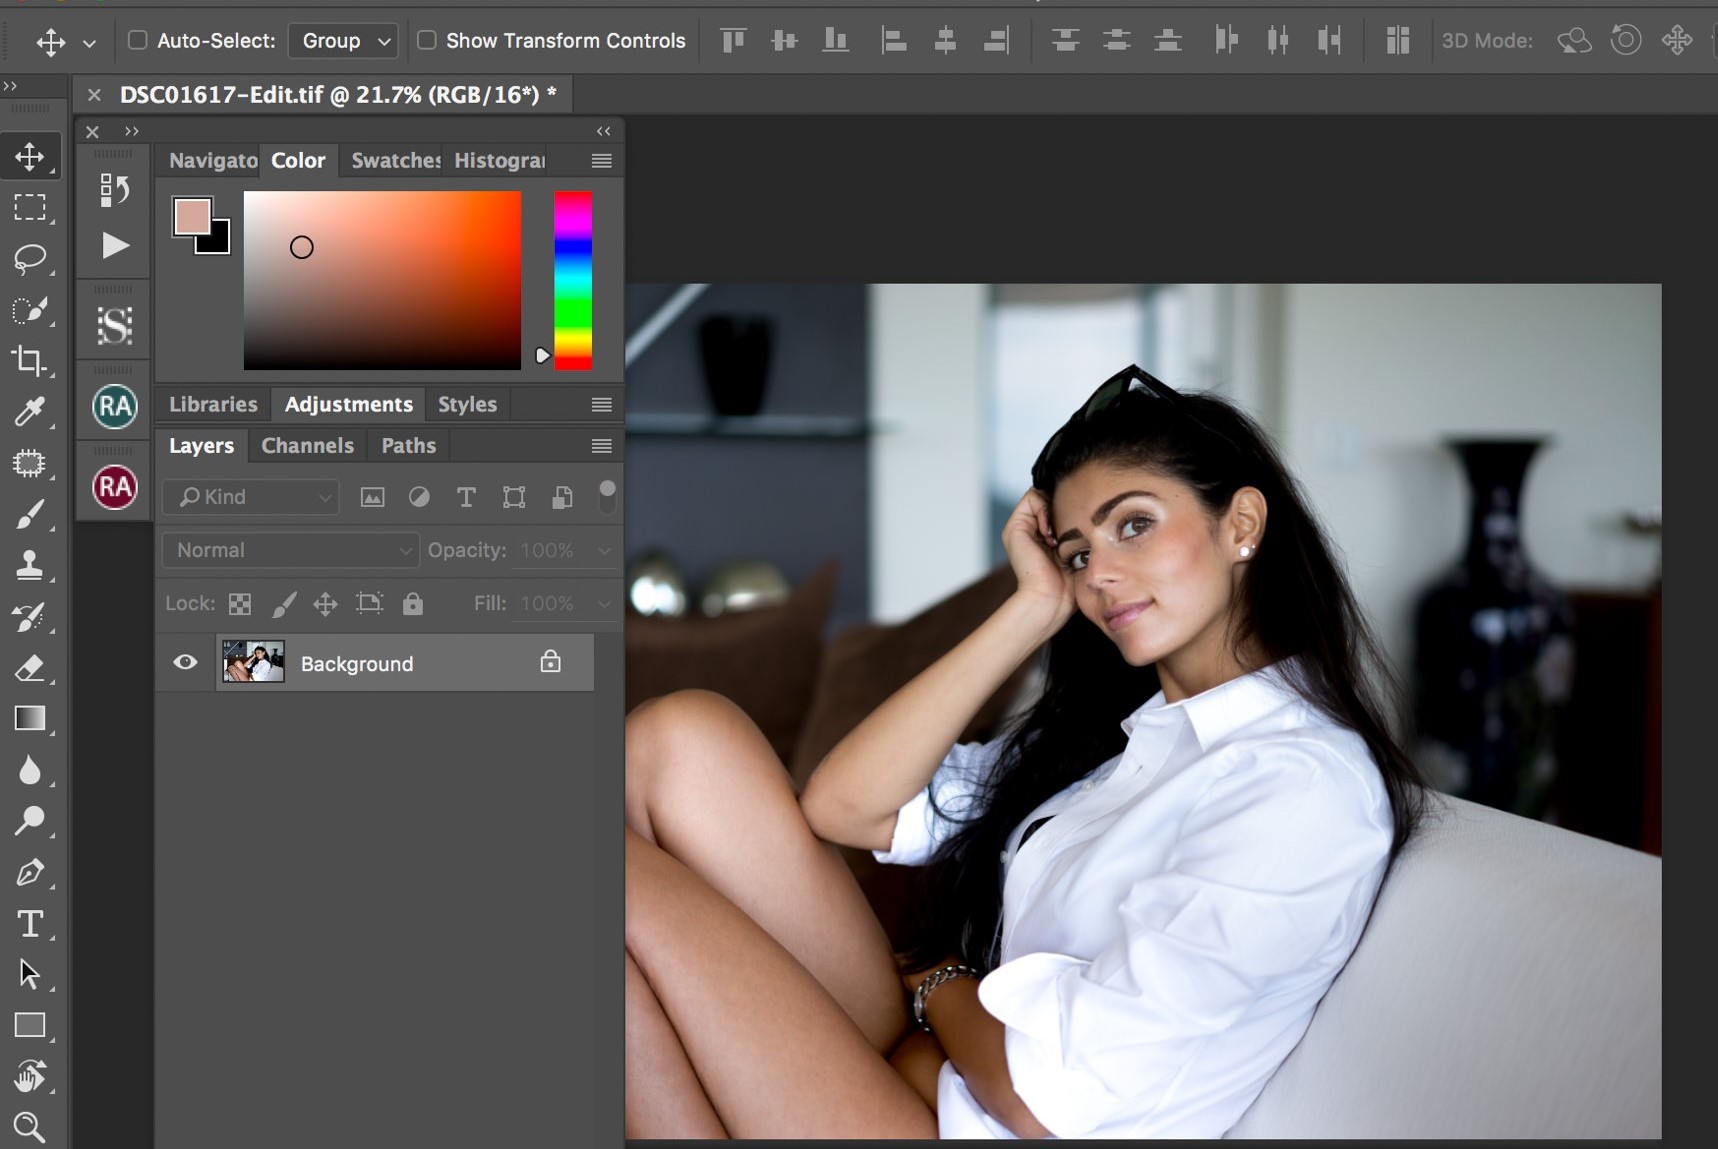 Auto-Select: Group Show Transform Controls 3D Mode:
DSC01617-Edit.tif @ 21.7% (RGB/16*) *
Navigato Color Swatches Histogra
S
RA
RA
Libraries Adjustments Styles
Layers Channels Paths
Kind
Normal Opacity: 100%
Lock: Fill: 100%
Background